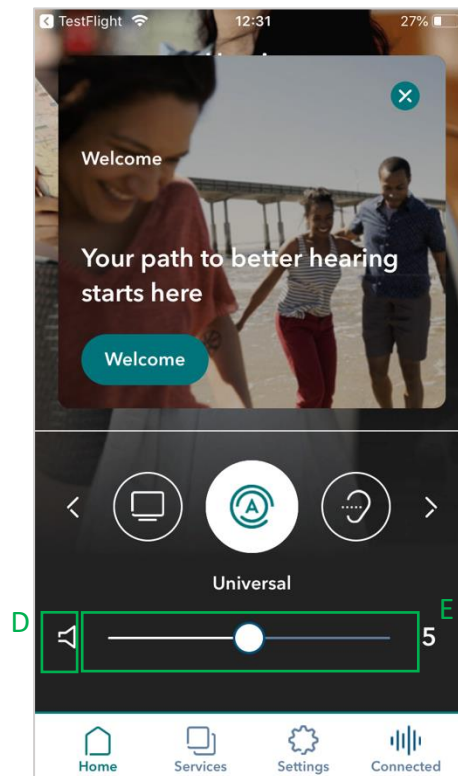 TestFlight 12:31 27%
Welcome
Your path to better hearing
starts here
Welcome
A
Universal
D
E
5
Home Services Settings Connected